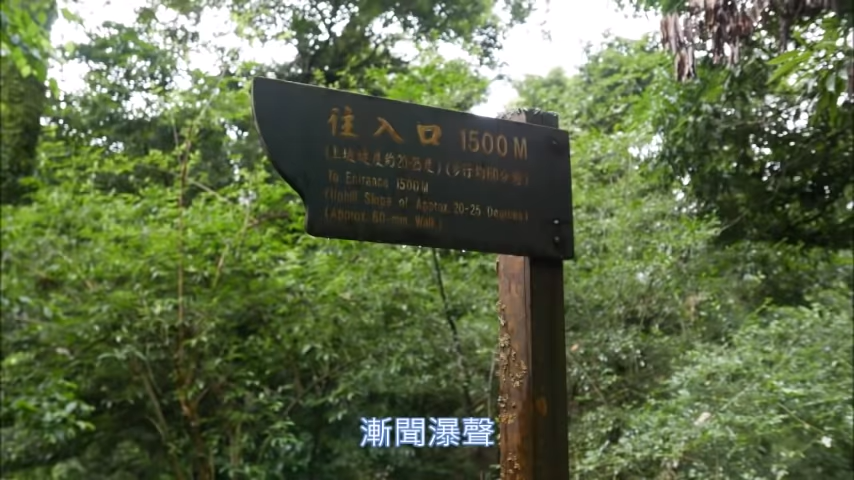 往入口 1500M
(上坡坡度約20-25度)(步行約60分鐘)
To Entrance 1500M
(Uphill Slope of Approx. 20-25 Degrees)
(Approx. 60-min. Walk)
漸聞瀑聲